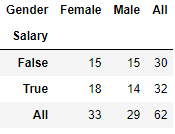 Gender Female Male All
Salary
False 15 15 30
True 18 14 32
All 33 29 62